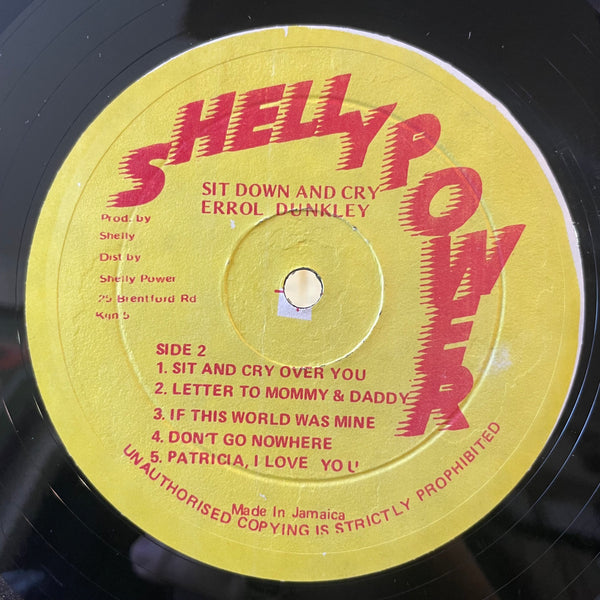 SHELLY POWER
SIT DOWN AND CRY
ERROL DUNKLEY
Prod. by
Shelly
Dist by
Shelly Power
25 Brentford Rd
Kgn 5
SIDE 2
1. SIT AND CRY OVER YOU
2. LETTER TO MOMMY & DADDY
3. IF THIS WORLD WAS MINE
4. DON'T GO NOWHERE
5. PATRICIA, I LOVE YOU
Made In Jamaica
UNAUTHORISED COPYING IS STRICTLY PROPHIBITED